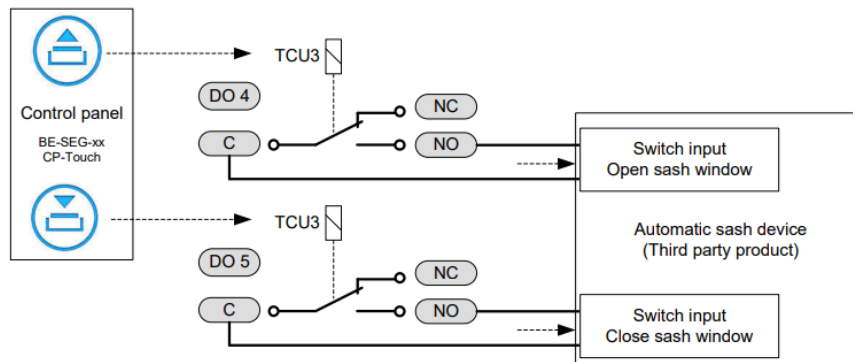 Control panel
BE-SEG-xx
CP-Touch
TCU3
DO 4
C
NC
NO
Switch input
Open sash window
TCU3
DO 5
C
NC
NO
Automatic sash device
(Third party product)
Switch input
Close sash window